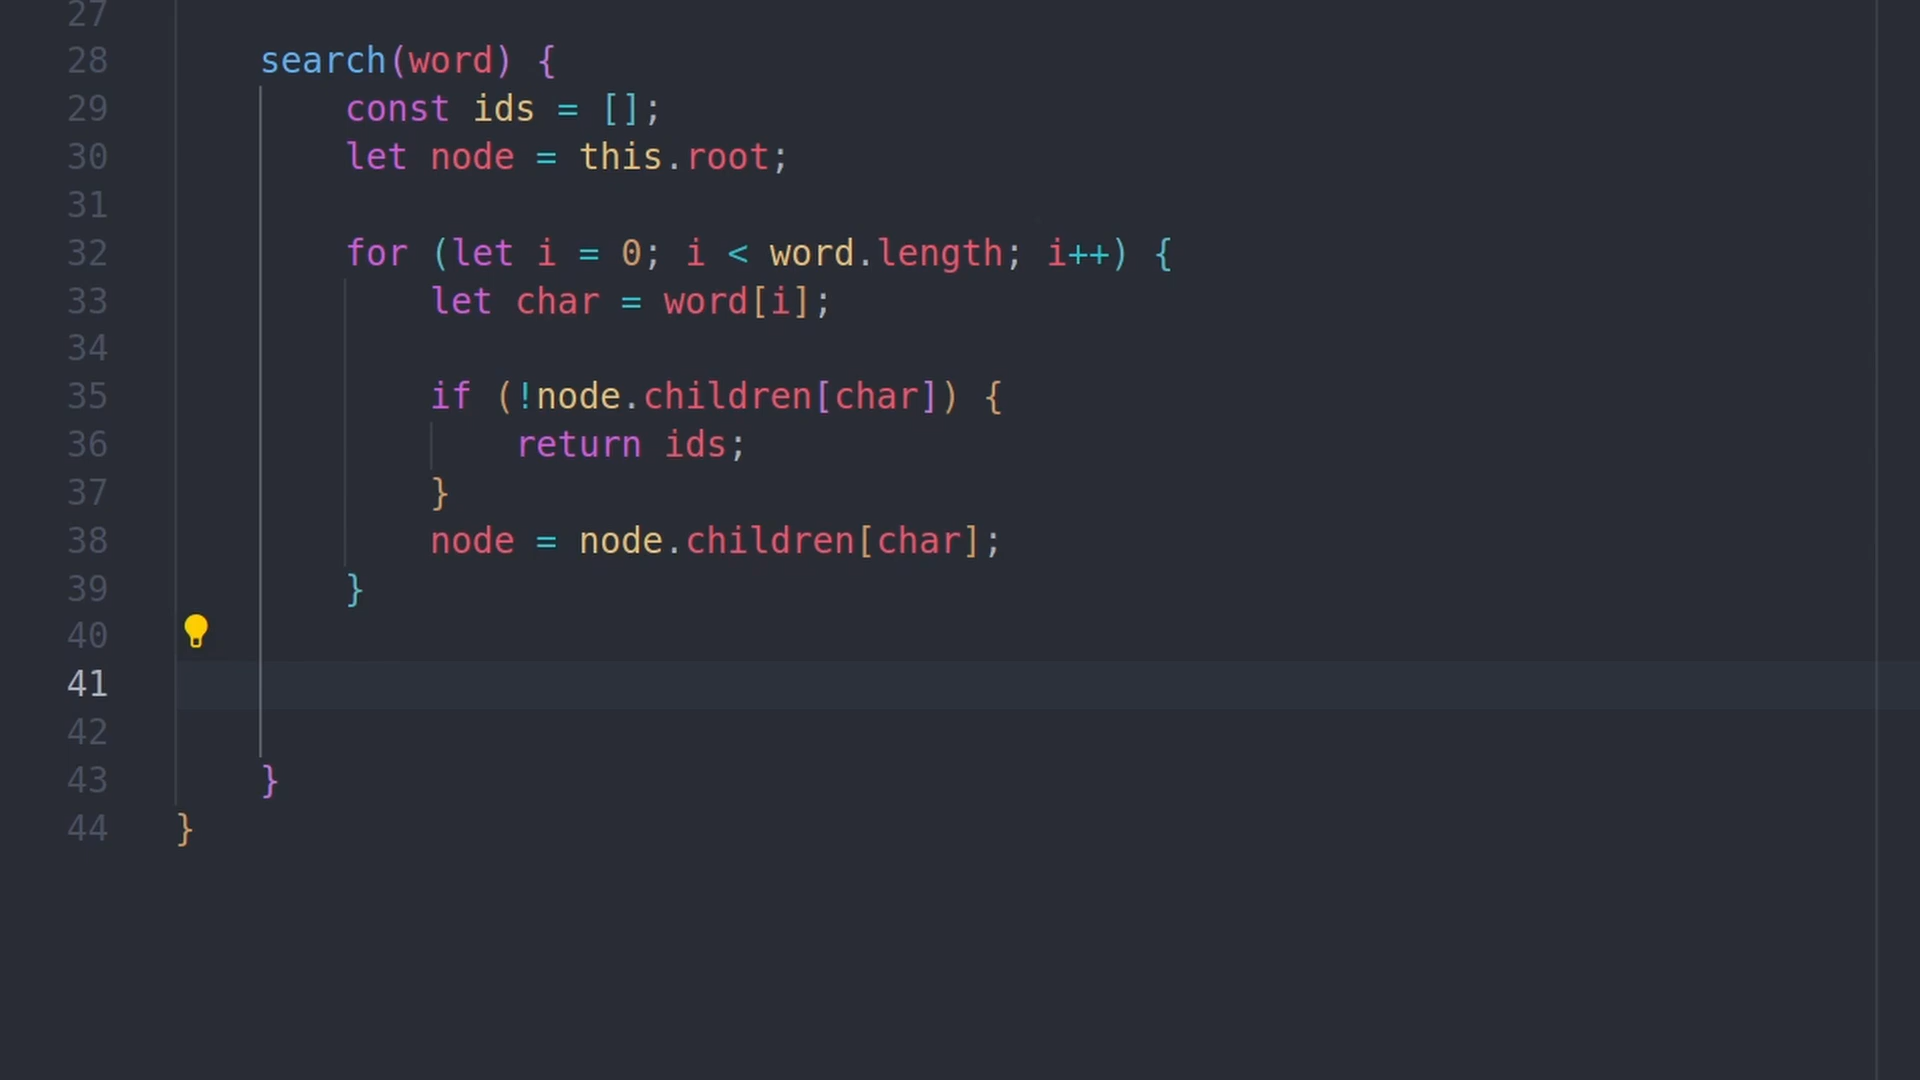 27
28 search(word) {
29 const ids = [];
30 let node = this.root;
31
32 for (let i = 0; i < word.length; i++) {
33 let char = word[i];
34
35 if (!node.children[char]) {
36 return ids;
37 }
38 node = node.children[char];
39 }
40
41
42
43 }
44 }